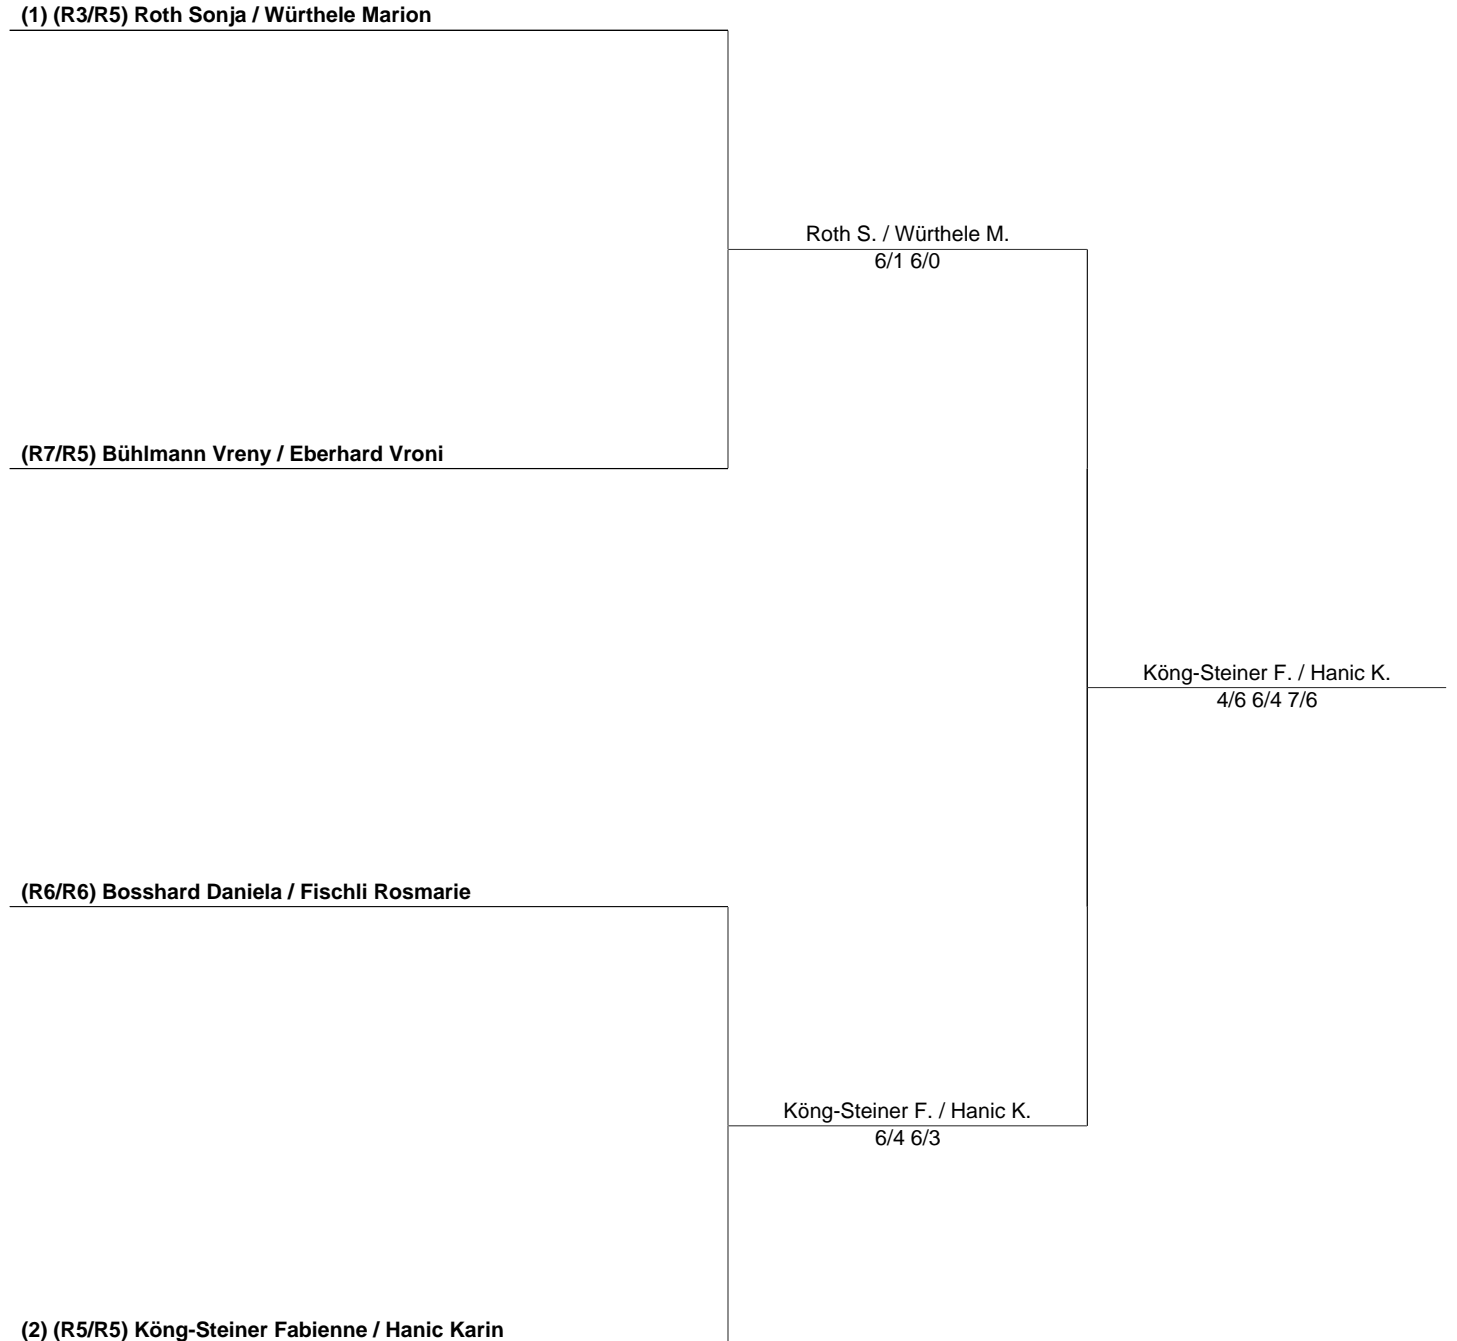 (1) (R3/R5) Roth Sonja / Würthele Marion
Roth S. / Würthele M.
6/1 6/0
(R7/R5) Bühlmann Vreny / Eberhard Vroni
Köng-Steiner F. / Hanic K.
4/6 6/4 7/6
(R6/R6) Bosshard Daniela / Fischli Rosmarie
Köng-Steiner F. / Hanic K.
6/4 6/3
(2) (R5/R5) Köng-Steiner Fabienne / Hanic Karin